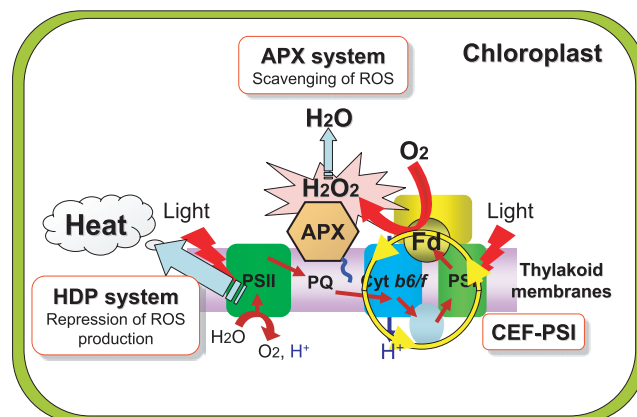 APX system
Scavenging of ROS
Chloroplast
H2O
O2
H2O2
Heat
Light
Light
APX
Fd
HDP system
Repression of ROS
production
PSII
PQ
Cyt b6/f
Thylakoid
membranes
H2O
O2, H+
H+
CEF-PSI